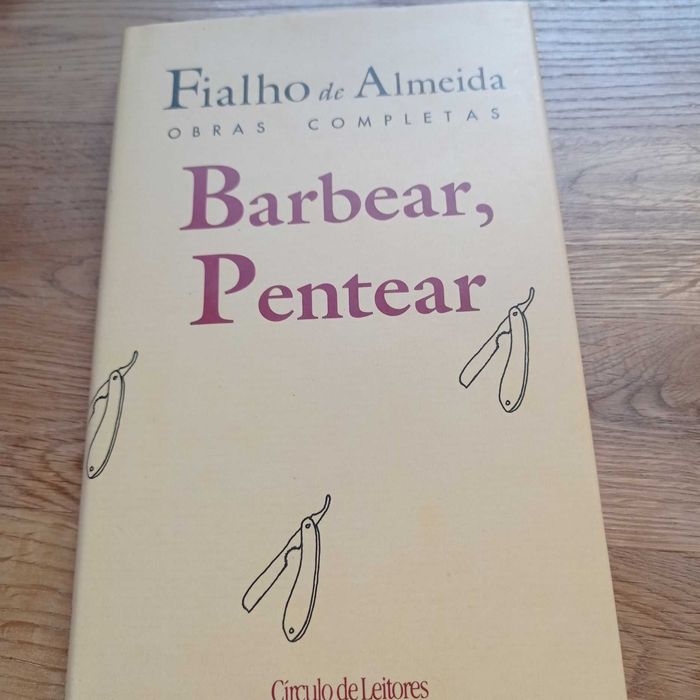 Fialho de Almeida
OBRAS COMPLETAS
Barbear,
Pentear
Círculo de Leitores